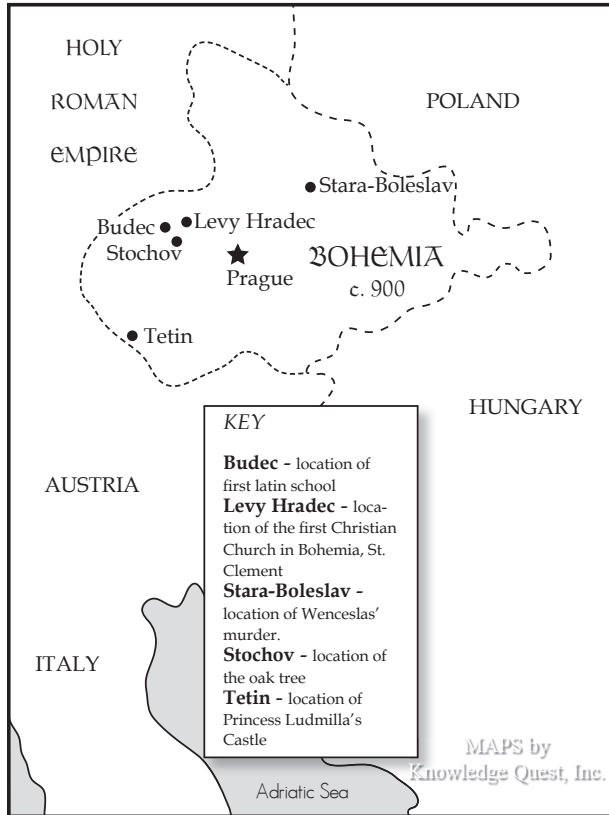 HOLY
ROMAN
EMPIRE
POLAND
Stara-Boleslav
Levy Hradec
Budec
Stochov
Prague
BOHEMIA
c. 900
Tetin
HUNGARY
AUSTRIA
ITALY
KEY
Budec - location of
first latin school
Levy Hradec - loca-
tion of the first Christian
Church in Bohemia, St.
Clement
Stara-Boleslav -
location of Wenceslas'
murder.
Stochov - location of
the oak tree
Tetin - location of
Princess Ludmilla's
Castle
Adriatic Sea
MAPS by
Knowledge Quest, Inc.